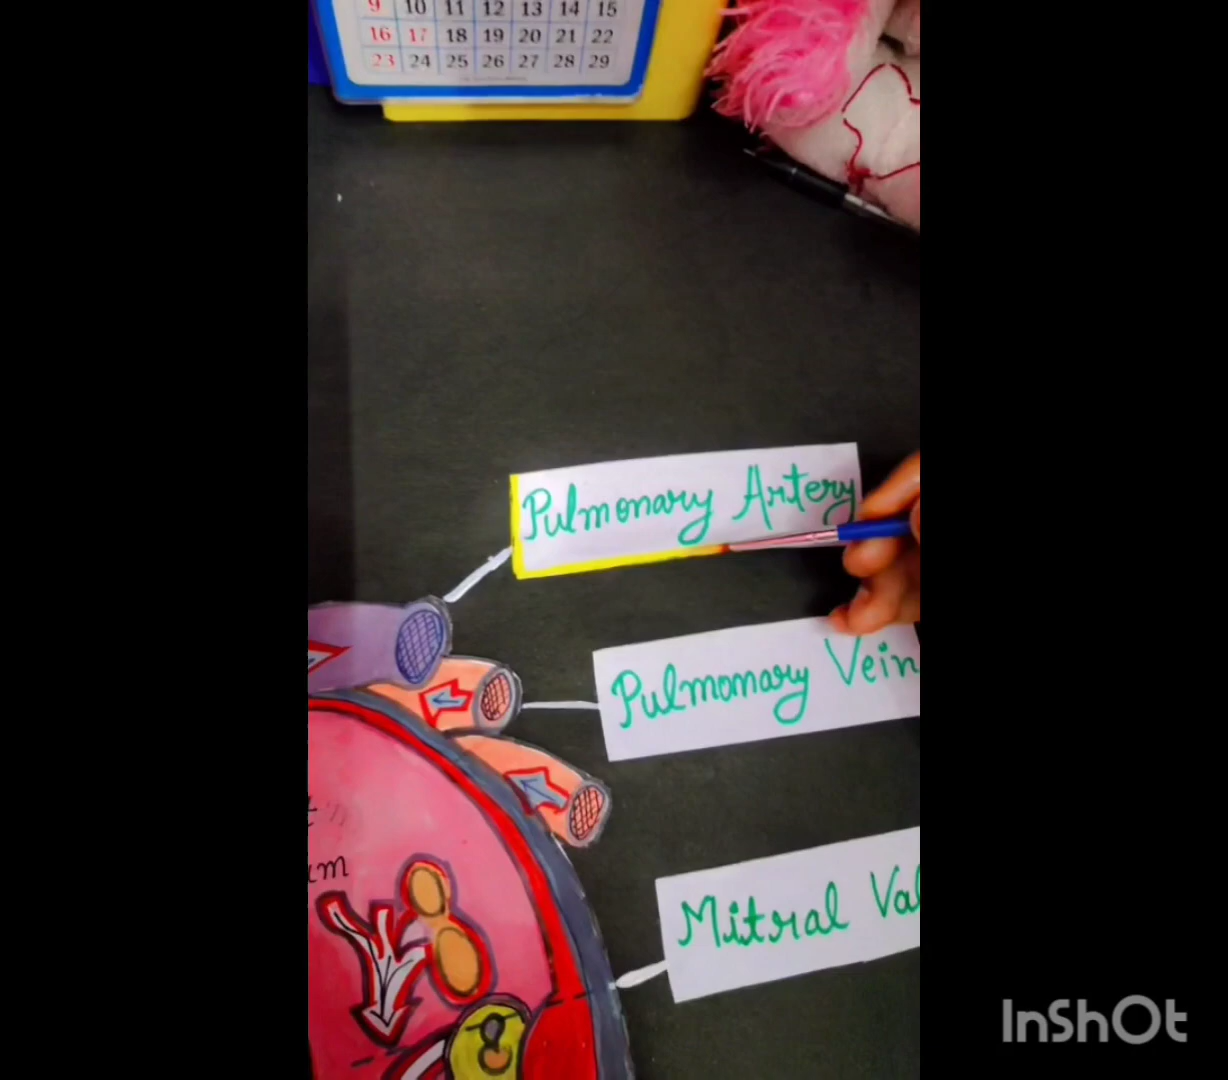 9 10 11 12 13 14 15
16 17 18 19 20 21 22
23 24 25 26 27 28 29
Pulmonary Artery
Pulmonary Vein
Mitral Val
InShOt